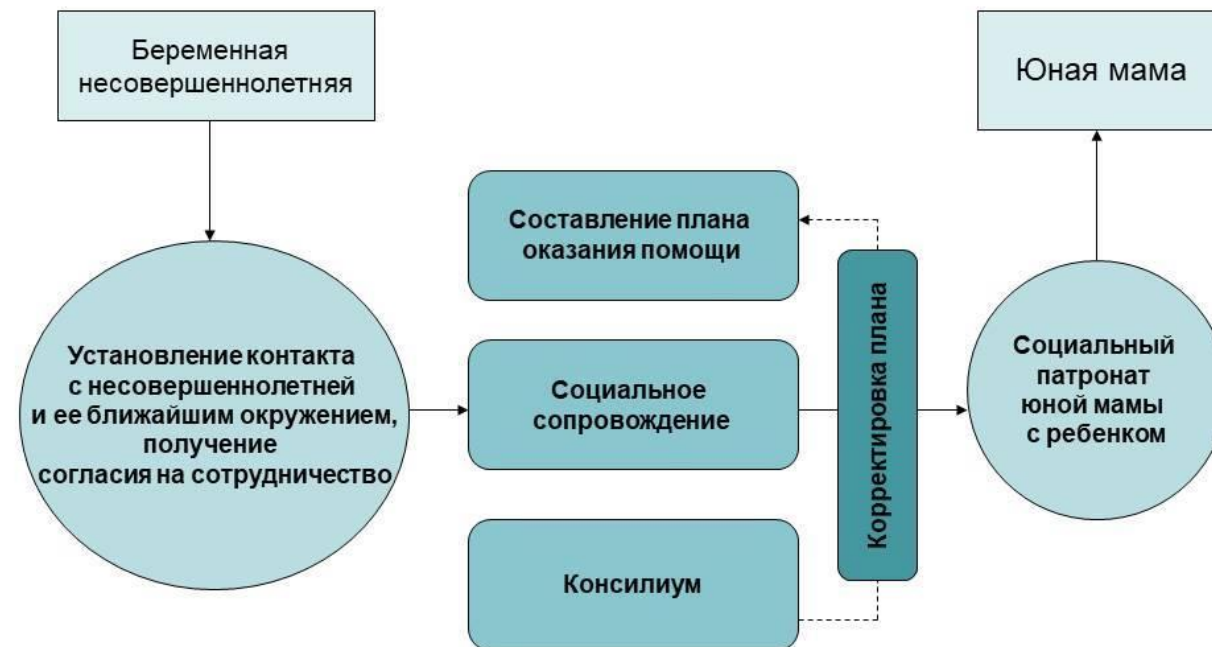 Беременная
несовершеннолетняя
Юная мама
Составление плана
оказания помощи
Установление контакта
с несовершеннолетней
и ее ближайшим окружением,
получение
согласия на сотрудничество
Социальное
сопровождение
Консилиум
Корректировка плана
Социальный
патронат
юной мамы
с ребенком